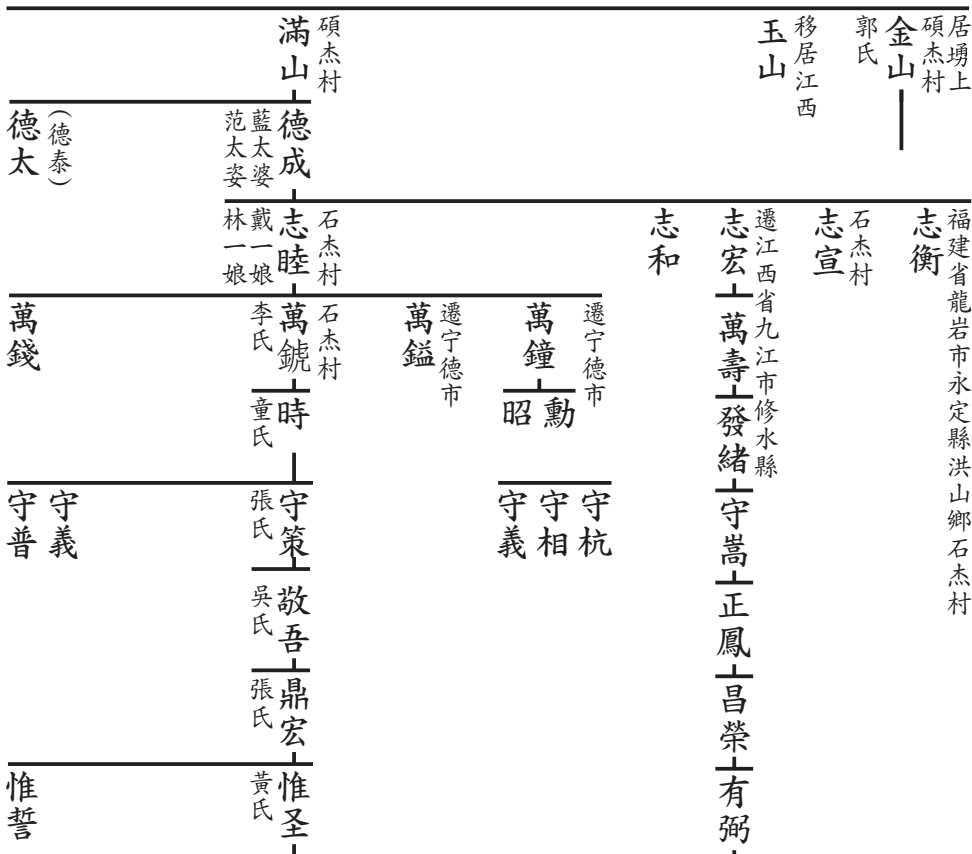 居塆上
碩杰村
金山
郭氏
移居江西
玉山
碩杰村
滿山
德成
藍太婆
范太姿
(德泰)
德太
福建省龍岩市永定縣洪山鄉石杰村
志衡
石杰村
志宣
遷江西省九江市修水縣
志宏
志和
石杰村
志睦
戴一娘
林一娘
萬壽
遷宁德市
萬鐘
遷宁德市
萬鎰
石杰村
萬鎤
李氏
萬錢
發緒
勳
昭
時
童氏
守嵩
守杭
守相
守義
守策
張氏
守義
守普
正鳳
敬吾
吳氏
昌榮
鼎宏
張氏
有弼
惟圣
黃氏
惟誓